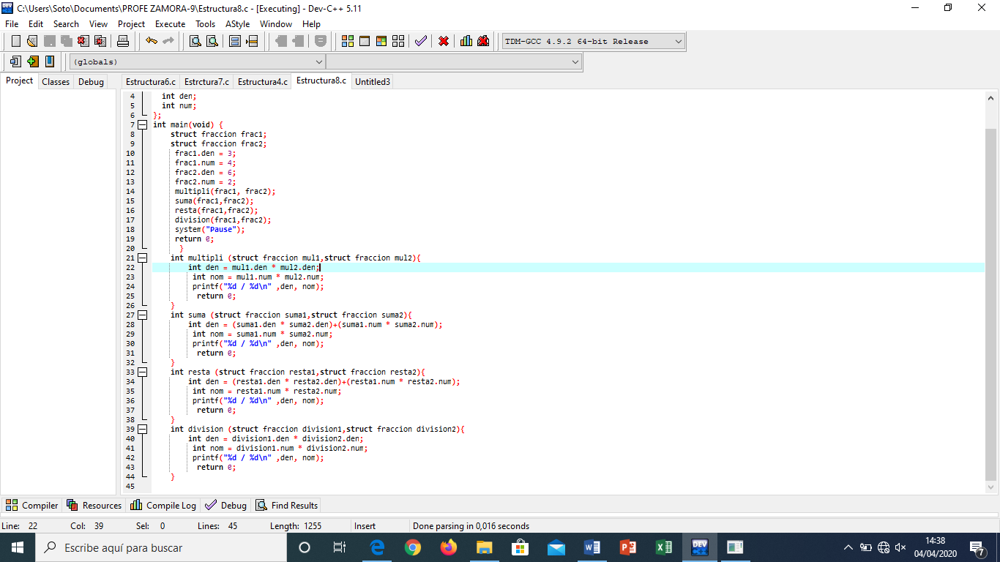 C:\Users\Soto\Documents\PROFE ZAMORA-9\Estructura8.c - [Executing] - Dev-C++ 5.11
File Edit Search View Project Execute Tools AStyle Window Help
TDM-GCC 4.9.2 64-bit Release
(globals)
Project Classes Debug
Estructura6.c Estrctura7.c Estructura4.c Estructura8.c Untitled3
4 int den;
5 int num;
6 };
7 int main(void) {
8 struct fraccion frac1;
9 struct fraccion frac2;
10 frac1.den = 3;
11 frac1.num = 4;
12 frac2.den = 6;
13 frac2.num = 2;
14 multipli(frac1, frac2);
15 suma(frac1,frac2);
16 resta(frac1,frac2);
17 division(frac1,frac2);
18 system("Pause");
19 return 0;
20 }
21 int multipli (struct fraccion mul1,struct fraccion mul2){
22 int den = mul1.den * mul2.den;
23 int nom = mul1.num * mul2.num;
24 printf("%d / %d\n" ,den, nom);
25 return 0;
26 }
27 int suma (struct fraccion suma1,struct fraccion suma2){
28 int den = (suma1.den * suma2.den)+(suma1.num * suma2.num);
29 int nom = suma1.num * suma2.num;
30 printf("%d / %d\n" ,den, nom);
31 return 0;
32 }
33 int resta (struct fraccion resta1,struct fraccion resta2){
34 int den = (resta1.den * resta2.den)+(resta1.num * resta2.num);
35 int nom = resta1.num * resta2.num;
36 printf("%d / %d\n" ,den, nom);
37 return 0;
38 }
39 int division (struct fraccion division1,struct fraccion division2){
40 int den = division1.den * division2.den;
41 int nom = division1.num * division2.num;
42 printf("%d / %d\n" ,den, nom);
43 return 0;
44 }
45
Compiler Resources Compile Log Debug Find Results
Line: 22 Col: 39 Sel: 0 Lines: 45 Length: 1255 Insert Done parsing in 0,016 seconds
Escribe aquí para buscar
14:38
04/04/2020
7